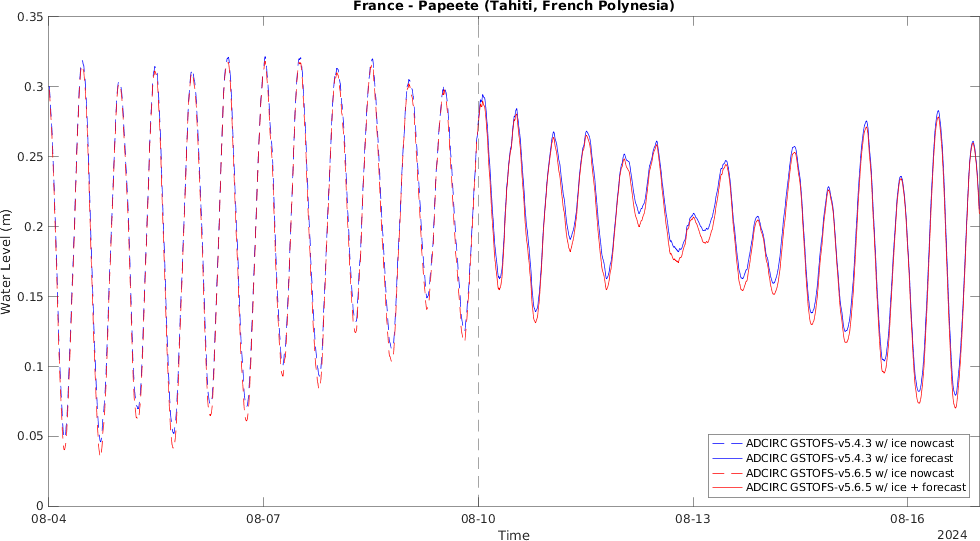 France - Papeete (Tahiti, French Polynesia)
0.35
0.3
0.25
0.2
0.15
0.1
0.05
0
Water Level (m)
ADCIRC GSTOFS-v5.4.3 w/ ice nowcast
ADCIRC GSTOFS-v5.4.3 w/ ice forecast
ADCIRC GSTOFS-v5.6.5 w/ ice nowcast
ADCIRC GSTOFS-v5.6.5 w/ ice + forecast
08-04 08-07 08-10 08-13 08-16
Time
2024